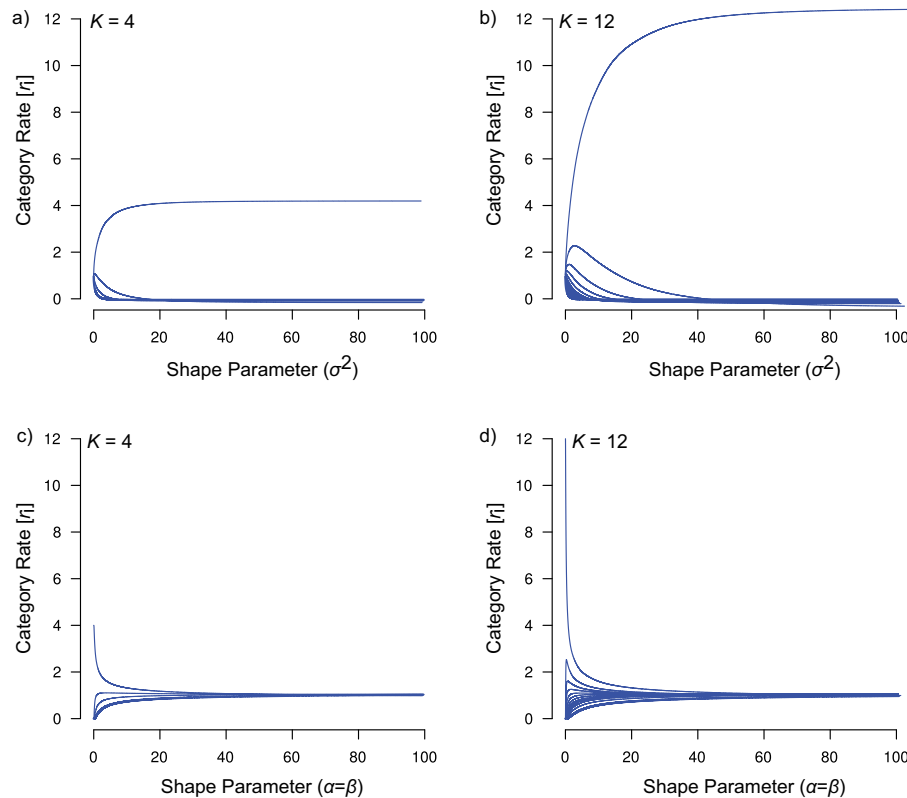 a) K = 4
12
10
8
6
4
2
0
Category Rate [ri]
0 20 40 60 80 100
Shape Parameter (σ²)
b) K = 12
12
10
8
6
4
2
0
Category Rate [ri]
0 20 40 60 80 100
Shape Parameter (σ²)
c) K = 4
12
10
8
6
4
2
0
Category Rate [ri]
0 20 40 60 80 100
Shape Parameter (α=β)
d) K = 12
12
10
8
6
4
2
0
Category Rate [ri]
0 20 40 60 80 100
Shape Parameter (α=β)